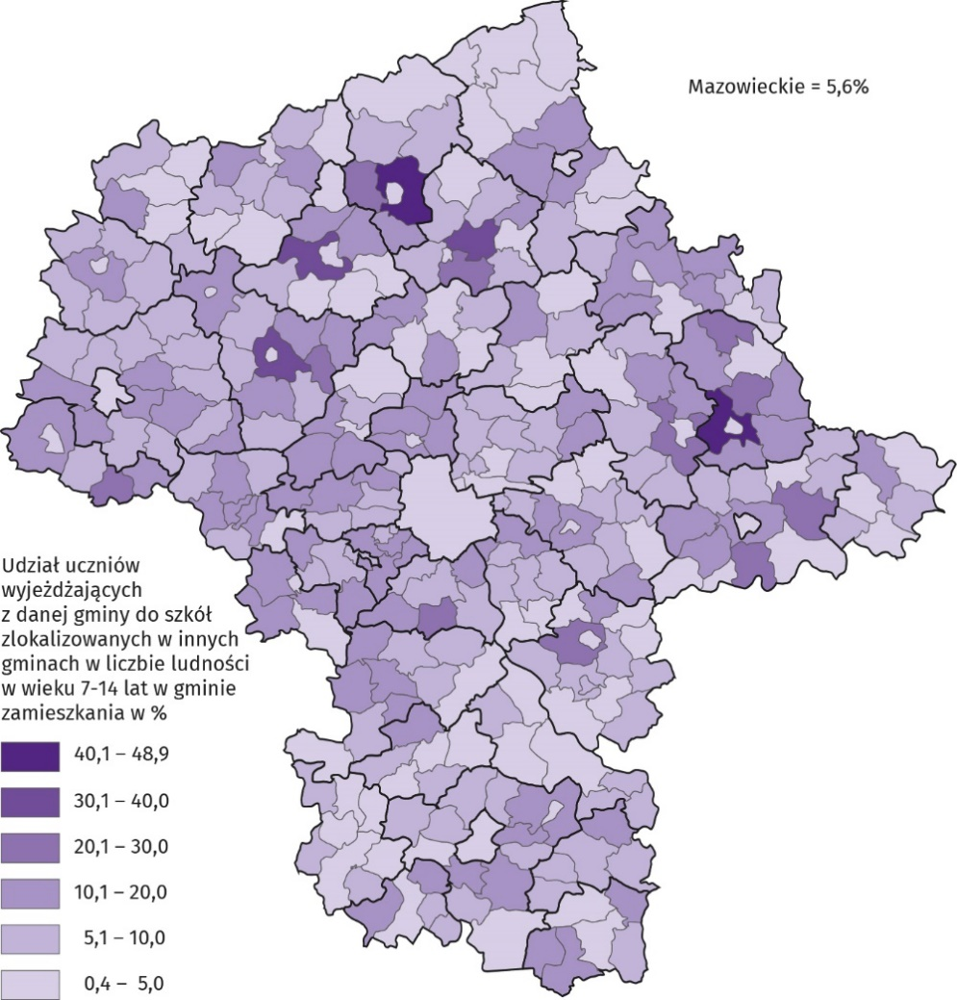 Mazowieckie = 5,6%
Udział uczniów
wyjeżdżających
z danej gminy do szkół
zlokalizowanych w innych
gminach w liczbie ludności
w wieku 7-14 lat w gminie
zamieszkania w %
40,1 – 48,9
30,1 – 40,0
20,1 – 30,0
10,1 – 20,0
5,1 – 10,0
0,4 – 5,0